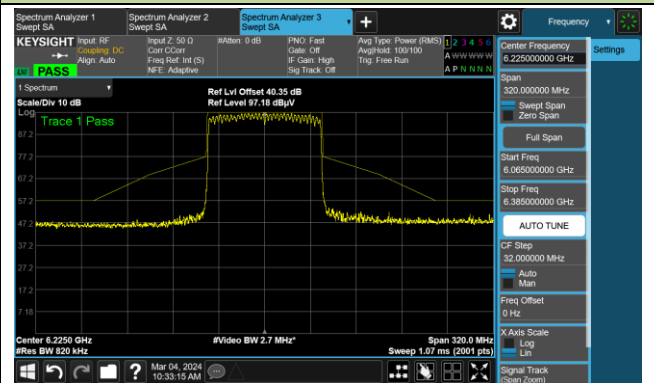 Spectrum Analyzer 1
Swept SA
Spectrum Analyzer 2
Swept SA
Spectrum Analyzer 3
Swept SA
Frequency
KEYSIGHT
Input: RF
Coupling: DC
Align: Auto
Input Z: 50 Ω
Corr CCorr
Freq Ref: Int (S)
NFE: Adaptive
#Atten: 0 dB
PNO: Fast
Gate: Off
IF Gain: High
Sig Track: Off
Avg Type: Power (RMS)
Avg|Hold: 100/100
Trig: Free Run
1 2 3 4 5 6
A W W W W W
A P N N N N
LW PASS
1 Spectrum
Scale/Div 10 dB
Ref Lvl Offset 40.35 dB
Ref Level 97.18 dBµV
Log
Trace 1 Pass
87.2
77.2
67.2
57.2
47.2
37.2
27.2
17.2
7.18
Center 6.2250 GHz
#Res BW 820 kHz
#Video BW 2.7 MHz*
Span 320.0 MHz
Sweep 1.07 ms (2001 pts)
Mar 04, 2024
10:33:15 AM
Center Frequency
6.225000000 GHz
Settings
Span
320.000000 MHz
Swept Span
Zero Span
Full Span
Start Freq
6.065000000 GHz
Stop Freq
6.385000000 GHz
AUTO TUNE
CF Step
32.000000 MHz
Auto
Man
Freq Offset
0 Hz
X Axis Scale
Log
Lin
Signal Track
(Span Zoom)